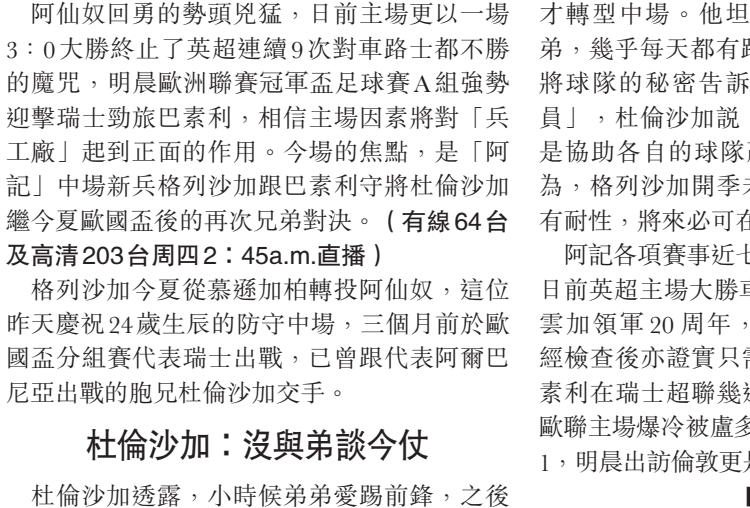 阿仙奴回勇的勢頭兇猛，日前主場更以一場
3：0大勝終止了英超連續9次對車路士都不勝
的魔咒，明晨歐洲聯賽冠軍盃足球賽A組強勢
迎擊瑞士勁旅巴素利，相信主場因素將對「兵
工廠」起到正面的作用。今場的焦點，是「阿
記」中場新兵格列沙加跟巴素利守將杜倫沙加
繼今夏歐國盃後的再次兄弟對決。（有線64台
及高清203台周四2：45a.m.直播）
格列沙加今夏從慕遜加柏轉投阿仙奴，這位
昨天慶祝24歲生辰的防守中場，三個月前於歐
國盃分組賽代表瑞士出戰，已曾跟代表阿爾巴
尼亞出戰的胞兄杜倫沙加交手。
杜倫沙加：沒與弟談今仗
杜倫沙加透露，小時候弟弟愛踢前鋒，之後
才轉型中場。他坦
弟，幾乎每天都有
將球隊的秘密告訴
員」，杜倫沙加説
是協助各自的球隊
為，格列沙加開季
有耐性，將來必可在
阿記各項賽事近七
日前英超主場大勝
雲加領軍20周年，
經檢查後亦證實只
素利在瑞士超聯幾
歐聯主場爆冷被盧多
1，明晨出訪倫敦更